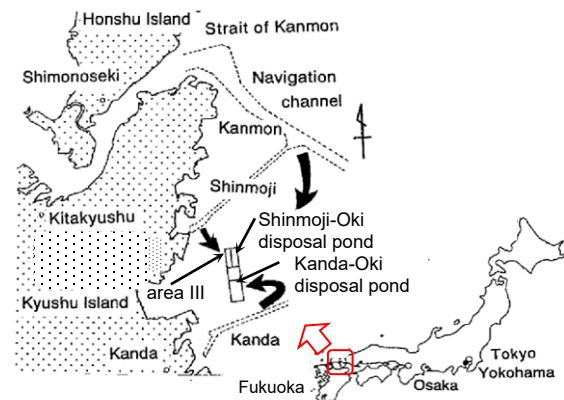 Honshu Island
Strait of Kanmon
Shimonoseki
Navigation
channel
Kanmon
Shinmoji
Kitakyushu
Shinmoji-Oki
disposal pond
Kanda-Oki
disposal pond
area III
Kyushu Island
Kanda
Kanda
Tokyo
Yokohama
Osaka
Fukuoka